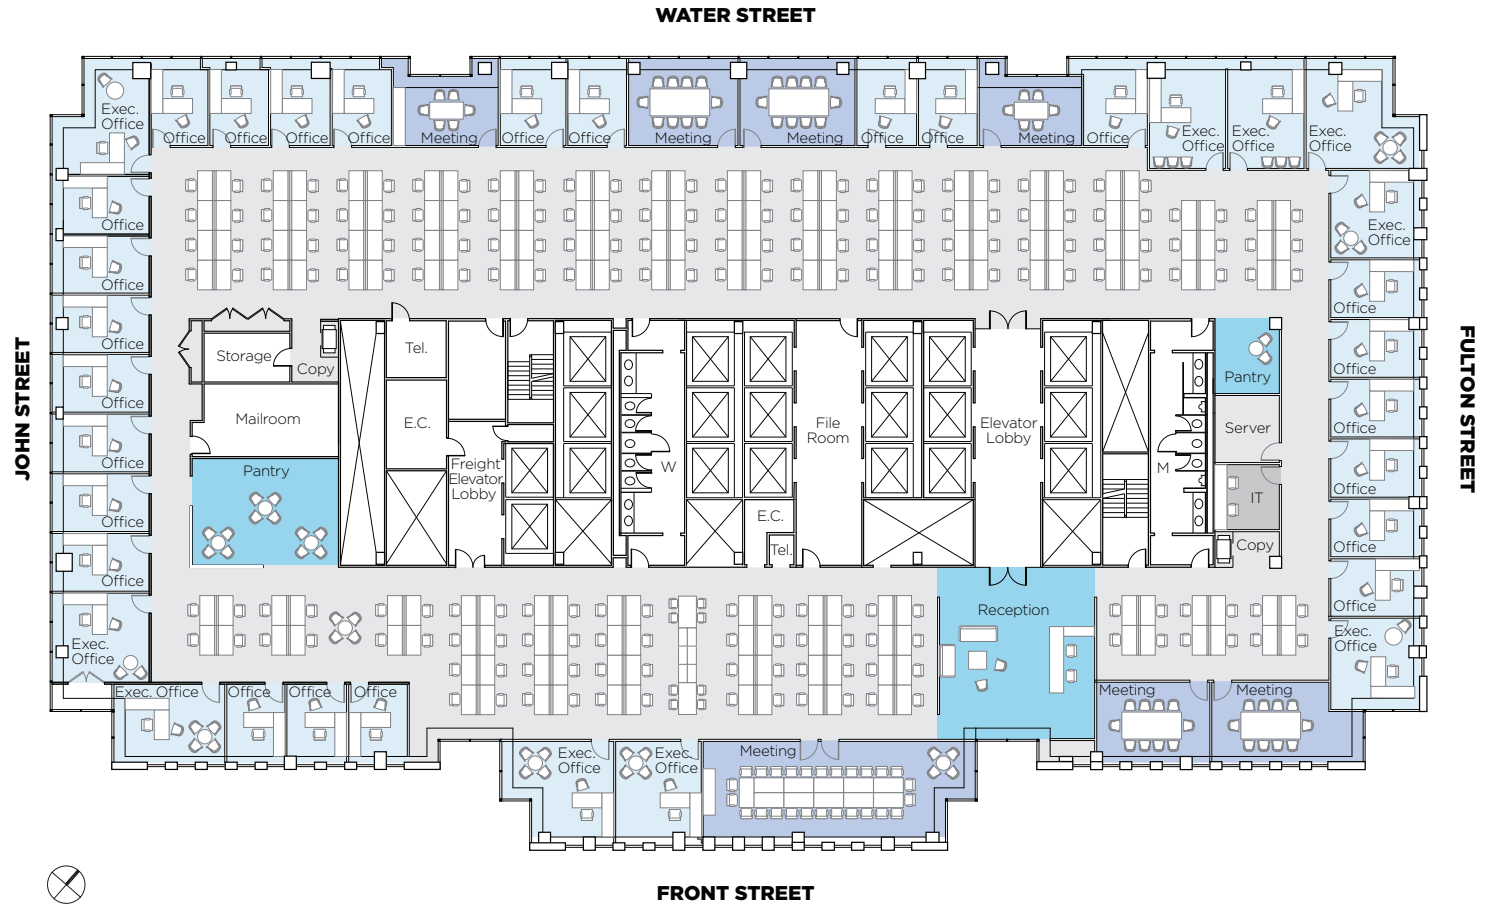 WATER STREET
Exec.
Office
Office
Office
Office
Office
Meeting
Office
Office
Meeting
Meeting
Office
Office
Meeting
Office
Exec.
Office
Exec.
Office
Exec.
Office
Office
Exec.
Office
Office
Office
Office
Office
Office
Office
Office
Office
Office
Office
Office
Office
Exec.
Office
JOHN STREET
FULTON STREET
Storage
Copy
Tel.
Mailroom
E.C.
Pantry
Freight
Elevator
Lobby
W
File
Room
E.C.
Tel.
Elevator
Lobby
M
Pantry
Server
IT
Copy
Reception
Exec.
Office
Exec. Office
Office
Office
Office
Exec.
Office
Exec.
Office
Meeting
Meeting
Meeting
FRONT STREET